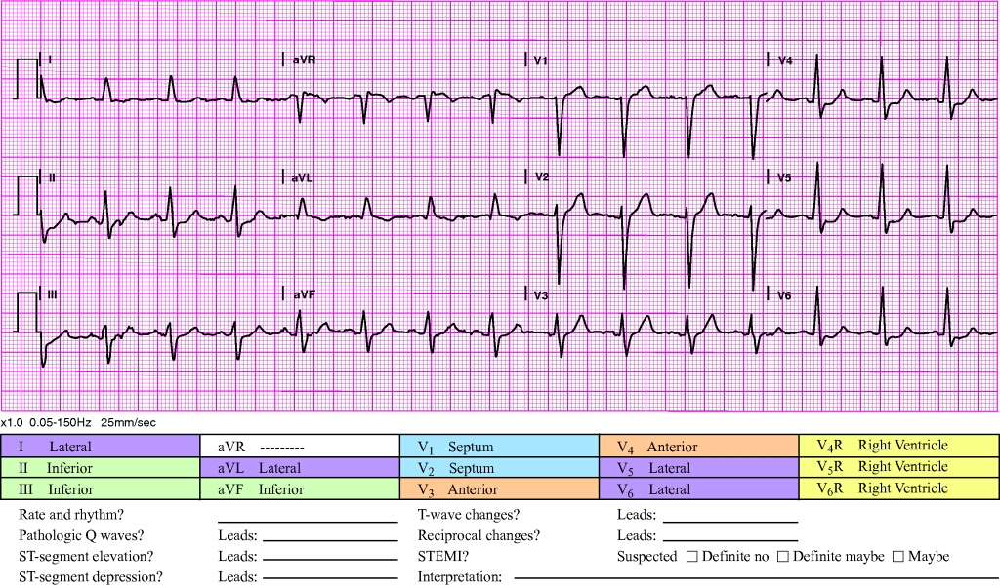 I aVR V1 V4
II aVL V2 V5
III aVF V3 V6
x1.0 0.05-150Hz 25mm/sec
I Lateral aVR --------- V1 Septum V4 Anterior V4R Right Ventricle
II Inferior aVL Lateral V2 Septum V5 Lateral V5R Right Ventricle
III Inferior aVF Inferior V3 Anterior V6 Lateral V6R Right Ventricle
Rate and rhythm? T-wave changes? Leads:
Pathologic Q waves? Leads: Reciprocal changes? Leads:
ST-segment elevation? Leads: STEMI? Suspected ☐ Definite no ☐ Definite maybe ☐ Maybe
ST-segment depression? Leads: Interpretation: